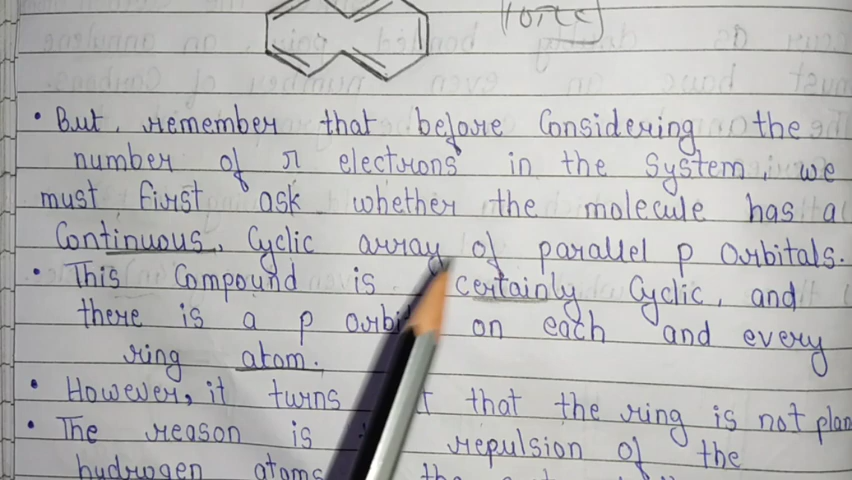 • But, remember that before Considering the
number of π electrons in the System, we
must first ask whether the molecule has a
Continuous, Cyclic array of parallel p orbitals.
• This Compound is certainly Cyclic, and
there is a p on each and every
ring atom.
• However, it turns that the ring is not
• The reason is repulsion of the
hydrogen atoms